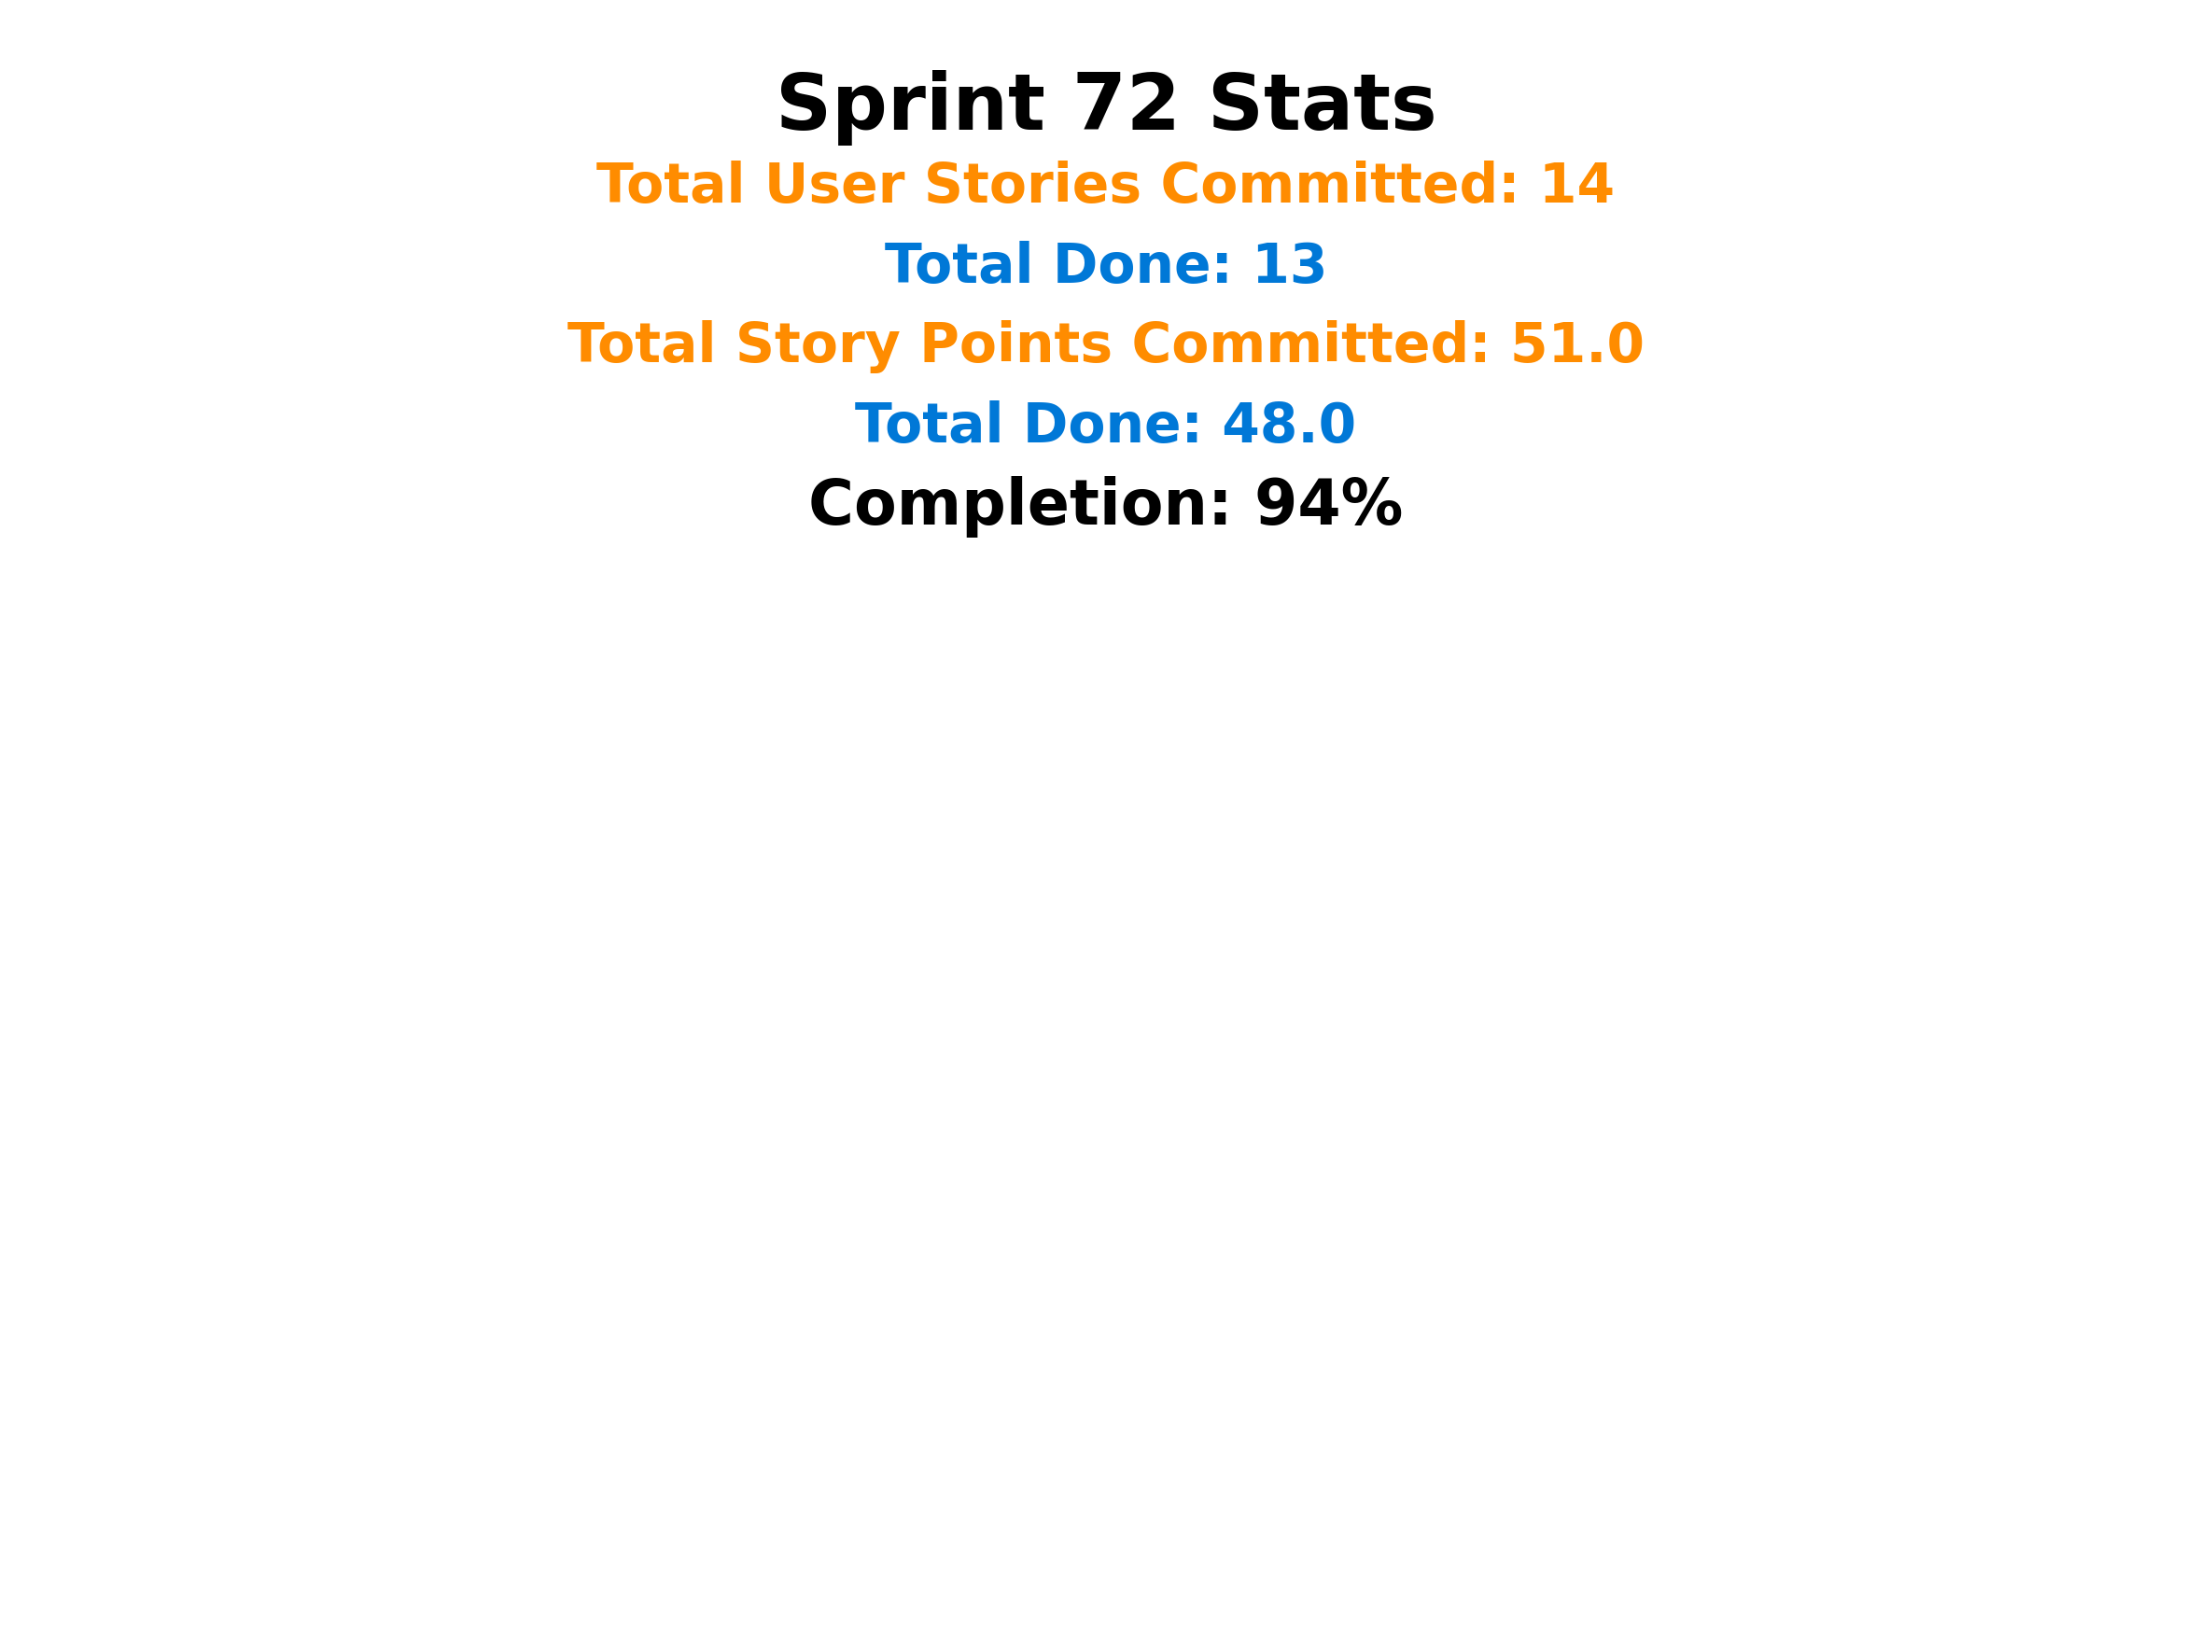 Sprint 72 Stats
Total User Stories Committed: 14
Total Done: 13
Total Story Points Committed: 51.0
Total Done: 48.0
Completion: 94%